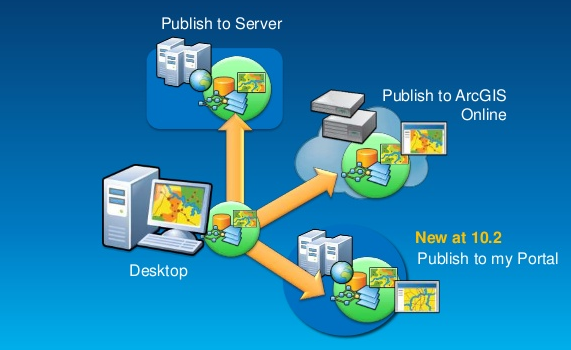 Publish to Server
Publish to ArcGIS
Online
New at 10.2
Publish to my Portal
Desktop